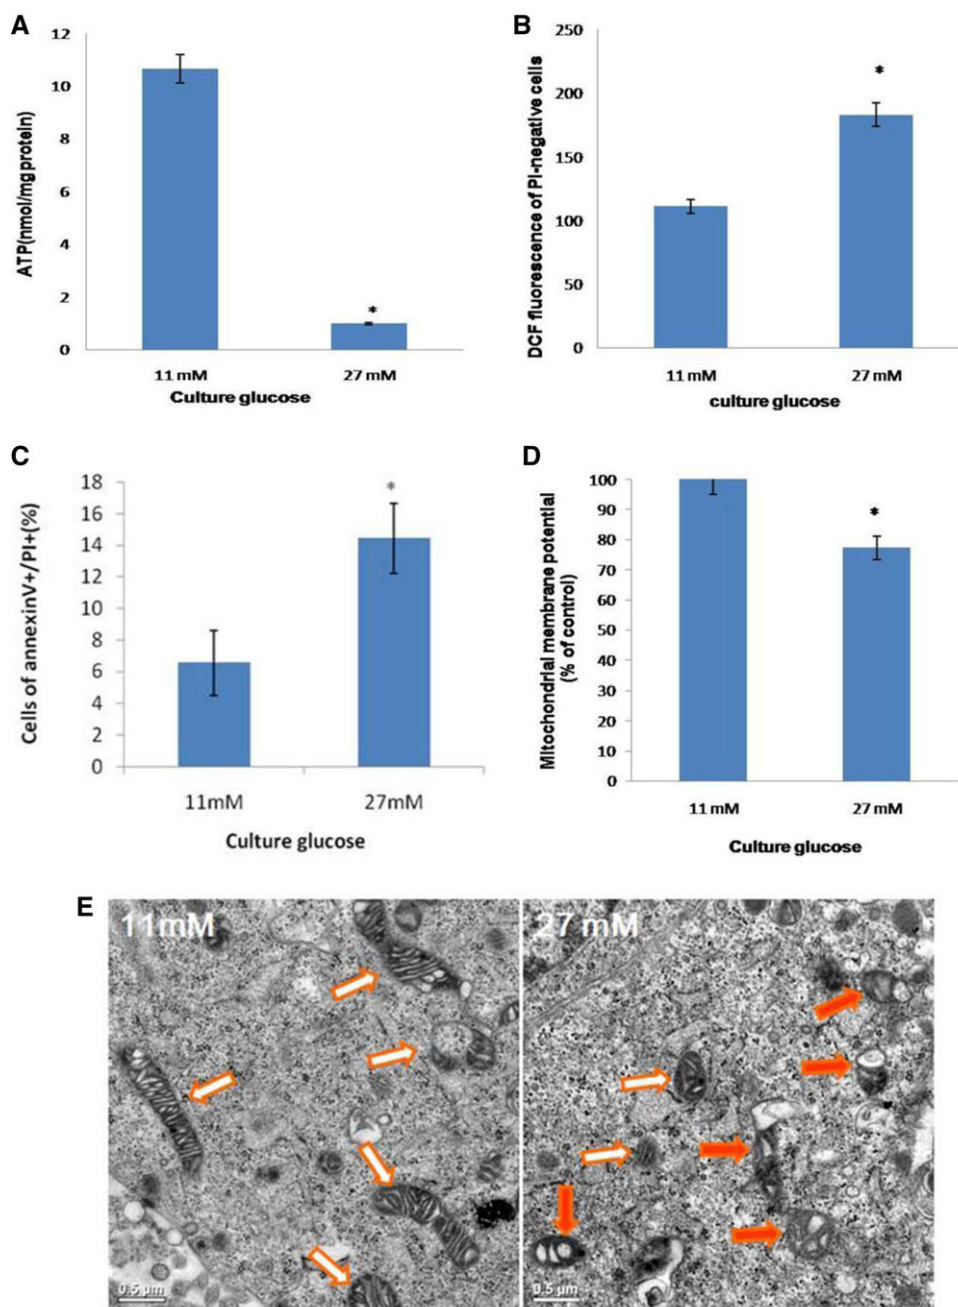 A
ATP(nmol/mgprotein)
12
10
8
6
4
2
0
*
11 mM
27 mM
Culture glucose
B
DCF fluorescence of PI-negative cells
250
200
150
100
50
0
*
11 mM
27 mM
culture glucose
C
Cells of annexinV+/PI+(%)
18
16
14
12
10
8
6
4
2
0
*
11mM
27mM
Culture glucose
D
Mitochondrial membrane potential
(% of control)
100
90
80
70
60
50
40
30
20
10
0
*
11 mM
27 mM
Culture glucose
E
11mM
0.5 µm
27 mM
0.5 µm